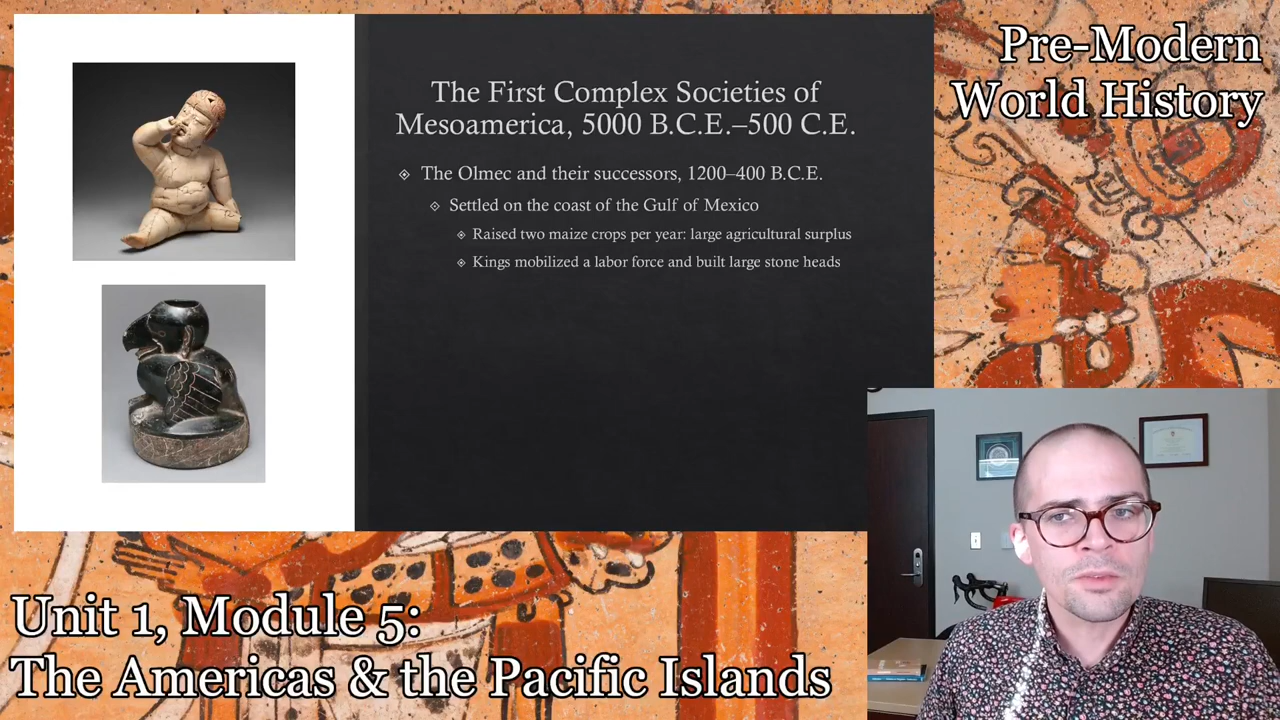 Pre-Modern
World History
The First Complex Societies of
Mesoamerica, 5000 B.C.E.–500 C.E.
The Olmec and their successors, 1200–400 B.C.E.
Settled on the coast of the Gulf of Mexico
Raised two maize crops per year: large agricultural surplus
Kings mobilized a labor force and built large stone heads
Unit 1, Module 5:
The Americas & the Pacific Islands